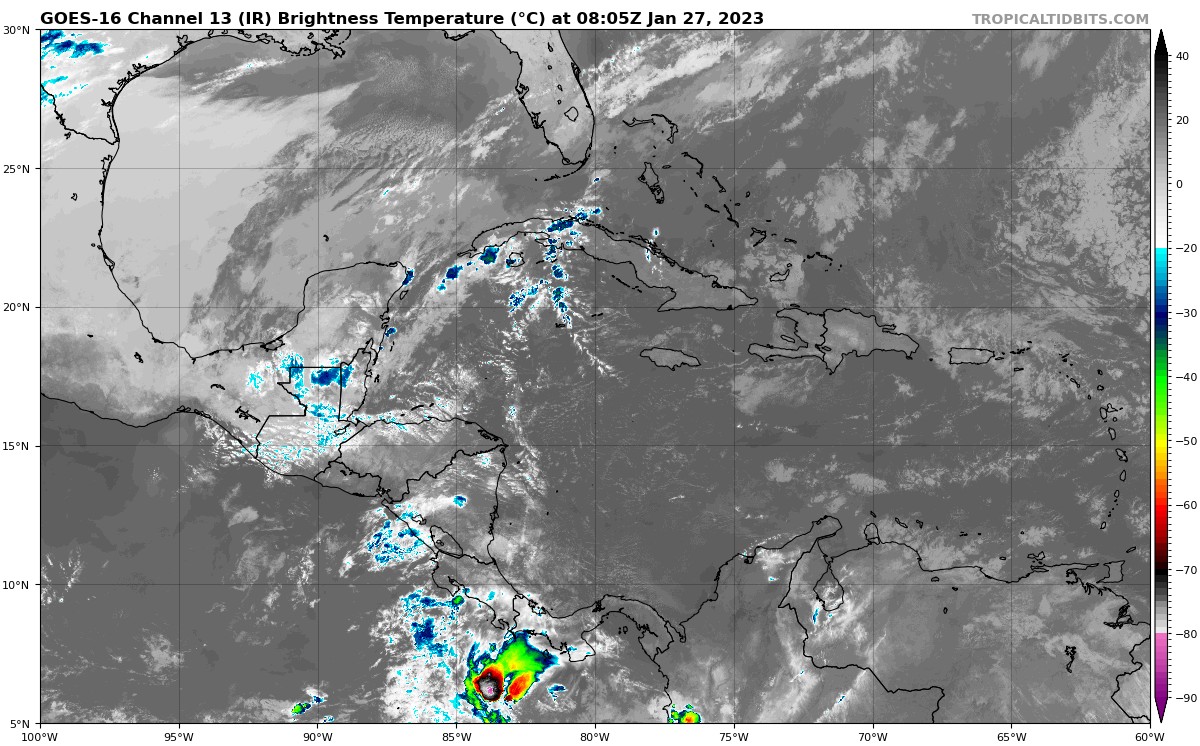 GOES-16 Channel 13 (IR) Brightness Temperature (°C) at 08:05Z Jan 27, 2023
TROPICALTIDBITS.COM
30°N
25°N
20°N
15°N
10°N
5°N
100°W
95°W
90°W
85°W
80°W
75°W
70°W
65°W
60°W
40
20
0
−20
−30
−40
−50
−60
−70
−80
−90